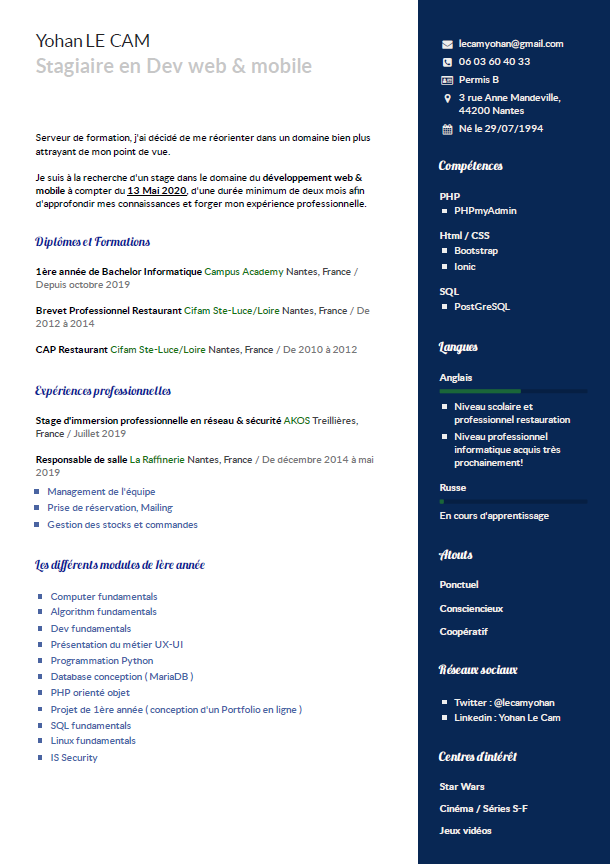 Yohan LE CAM
Stagiaire en Dev web & mobile
Serveur de formation, j'ai décidé de me réorienter dans un domaine bien plus
attrayant de mon point de vue.
Je suis à la recherche d'un stage dans le domaine du développement web &
mobile à compter du 13 Mai 2020, d'une durée minimum de deux mois afin
d'approfondir mes connaissances et forger mon expérience professionnelle.
Diplômes et Formations
1ère année de Bachelor Informatique Campus Academy Nantes, France /
Depuis octobre 2019
Brevet Professionnel Restaurant Cifam Ste-Luce/Loire Nantes, France / De
2012 à 2014
CAP Restaurant Cifam Ste-Luce/Loire Nantes, France / De 2010 à 2012
Expériences professionnelles
Stage d'immersion professionnelle en réseau & sécurité AKOS Treillières,
France / Juillet 2019
Responsable de salle La Raffinerie Nantes, France / De décembre 2014 à mai
2019
Management de l'équipe
Prise de réservation, Mailing
Gestion des stocks et commandes
Les différents modules de 1ère année
Computer fundamentals
Algorithm fundamentals
Dev fundamentals
Présentation du métier UX-UI
Programmation Python
Database conception ( MariaDB )
PHP orienté objet
Projet de 1ère année ( conception d'un Portfolio en ligne )
SQL fundamentals
Linux fundamentals
IS Security
lecamyohan@gmail.com
06 03 60 40 33
Permis B
3 rue Anne Mandeville,
44200 Nantes
Né le 29/07/1994
Compétences
PHP
PHPmyAdmin
Html / CSS
Bootstrap
Ionic
SQL
PostGreSQL
Langues
Anglais
Niveau scolaire et
professionnel restauration
Niveau professionnel
informatique acquis très
prochainement!
Russe
En cours d'apprentissage
Atouts
Ponctuel
Consciencieux
Coopératif
Réseaux sociaux
Twitter : @lecamyohan
Linkedin : Yohan Le Cam
Centres d'intérêt
Star Wars
Cinéma / Séries S-F
Jeux vidéos